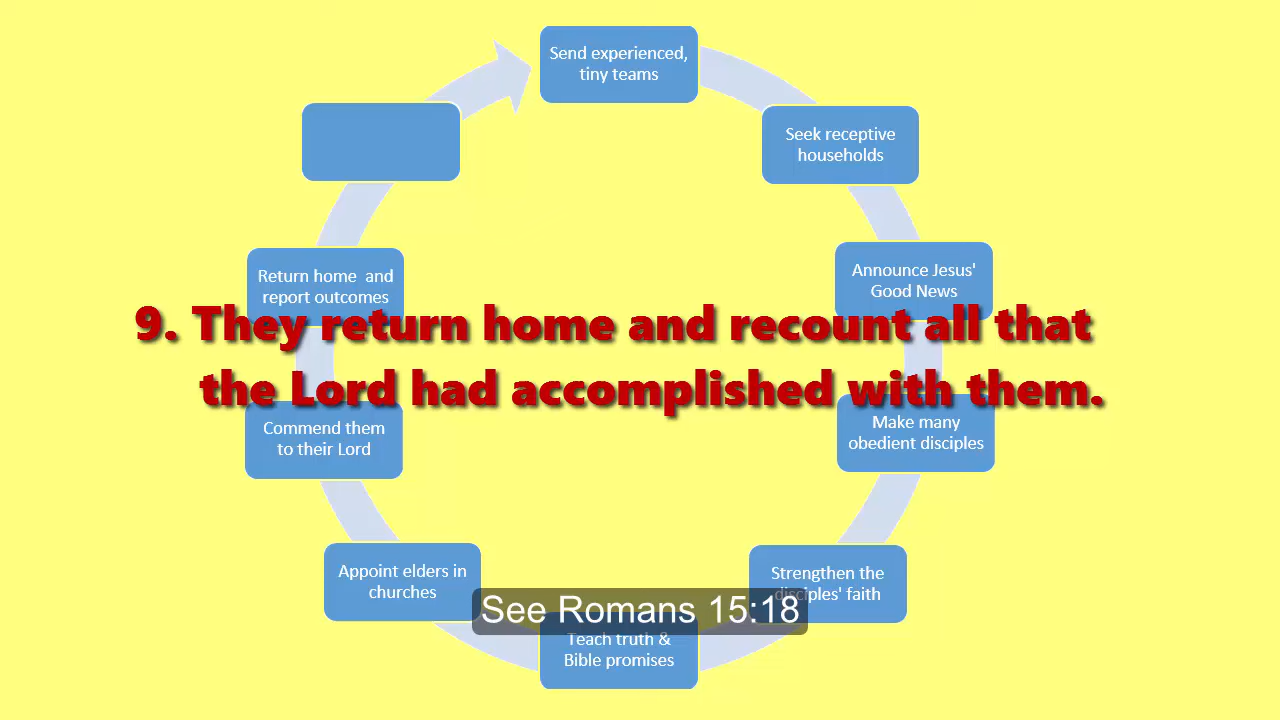 Send experienced,
tiny teams
Seek receptive
households
Announce Jesus'
Good News
Return home  and
report outcomes
9. They return home and recount all that
the Lord had accomplished with them.
Make many
obedient disciples
Commend them
to their Lord
Strengthen the
disciples' faith
Appoint elders in
churches
See Romans 15:18
Teach truth &
Bible promises